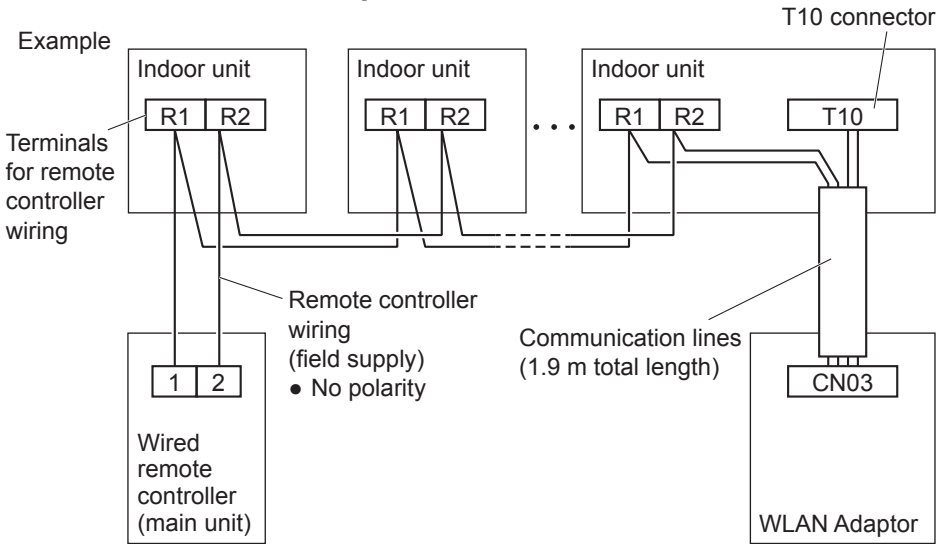 T10 connector
Example
Indoor unit
Indoor unit
Indoor unit
R1 R2
R1 R2
R1 R2
T10
Terminals
for remote
controller
wiring
Remote controller
wiring
(field supply)
● No polarity
Communication lines
(1.9 m total length)
1 2
CN03
Wired
remote
controller
(main unit)
WLAN Adaptor